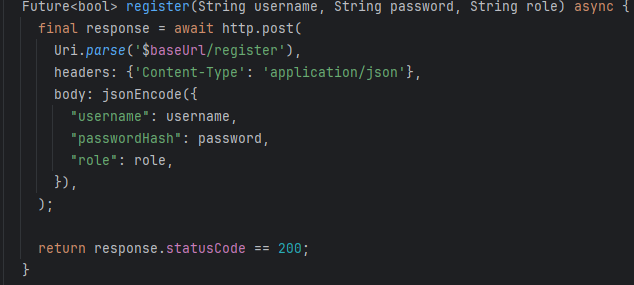 Future<bool> register(String username, String password, String role) async {
  final response = await http.post(
    Uri.parse('$baseUrl/register'),
    headers: {'Content-Type': 'application/json'},
    body: jsonEncode({
      "username": username,
      "passwordHash": password,
      "role": role,
    }),
  );

  return response.statusCode == 200;
}